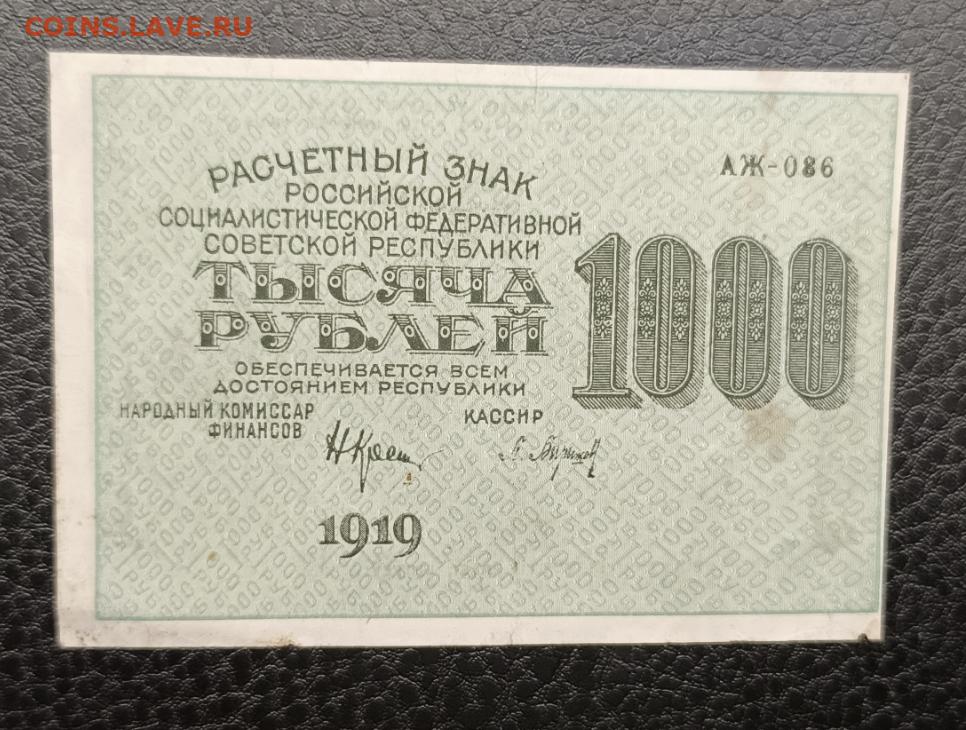 COINS.LAVE.RU
РАСЧЕТНЫЙ ЗНАК
АЖ-086
РОССИЙСКОЙ
СОЦИАЛИСТИЧЕСКОЙ ФЕДЕРАТИВНОЙ
СОВЕТСКОЙ РЕСПУБЛИКИ
ТЫСЯЧА
РУБЛЕЙ
1000
ОБЕСПЕЧИВАЕТСЯ ВСЕМ
ДОСТОЯНИЕМ РЕСПУБЛИКИ
НАРОДНЫЙ КОМИССАР
ФИНАНСОВ
КАССИР
1919